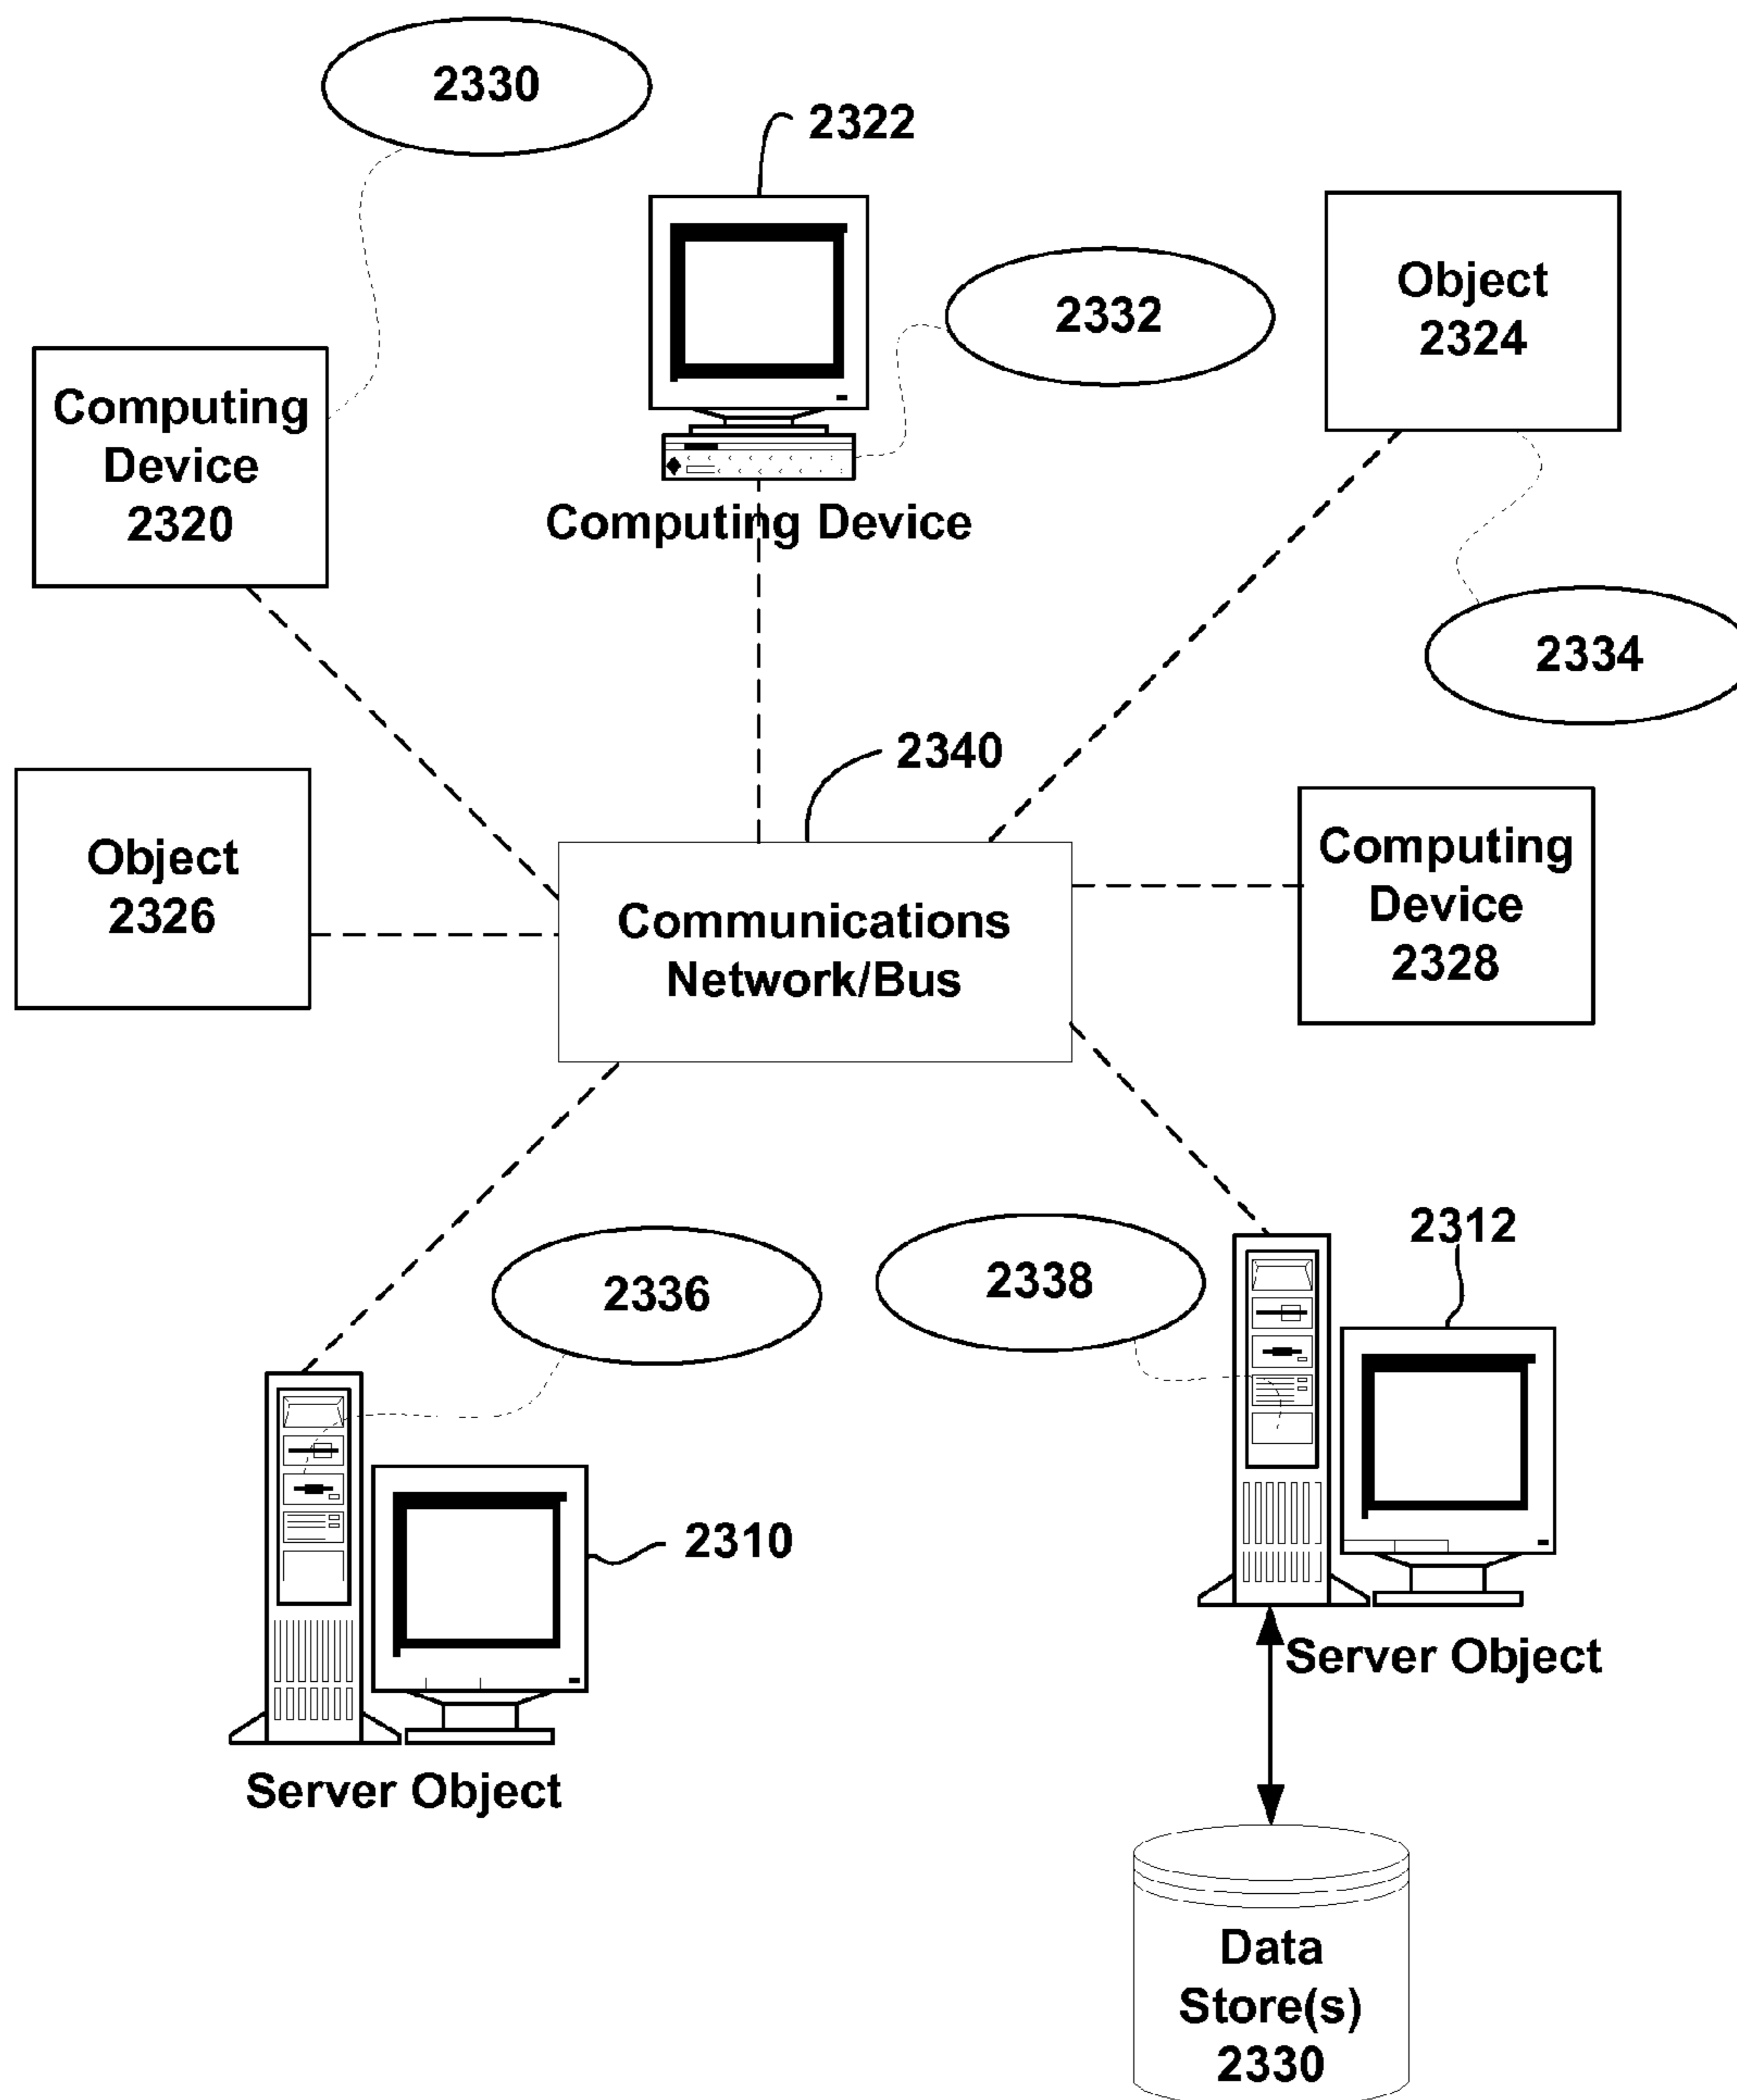 2330
2322
2332
Object
2324
Computing
Device
2320
Computing Device
2334
2340
Object
2326
Computing
Device
2328
Communications
Network/Bus
2336
2338
2312
2310
Server Object
Server Object
Data
Store(s)
2330